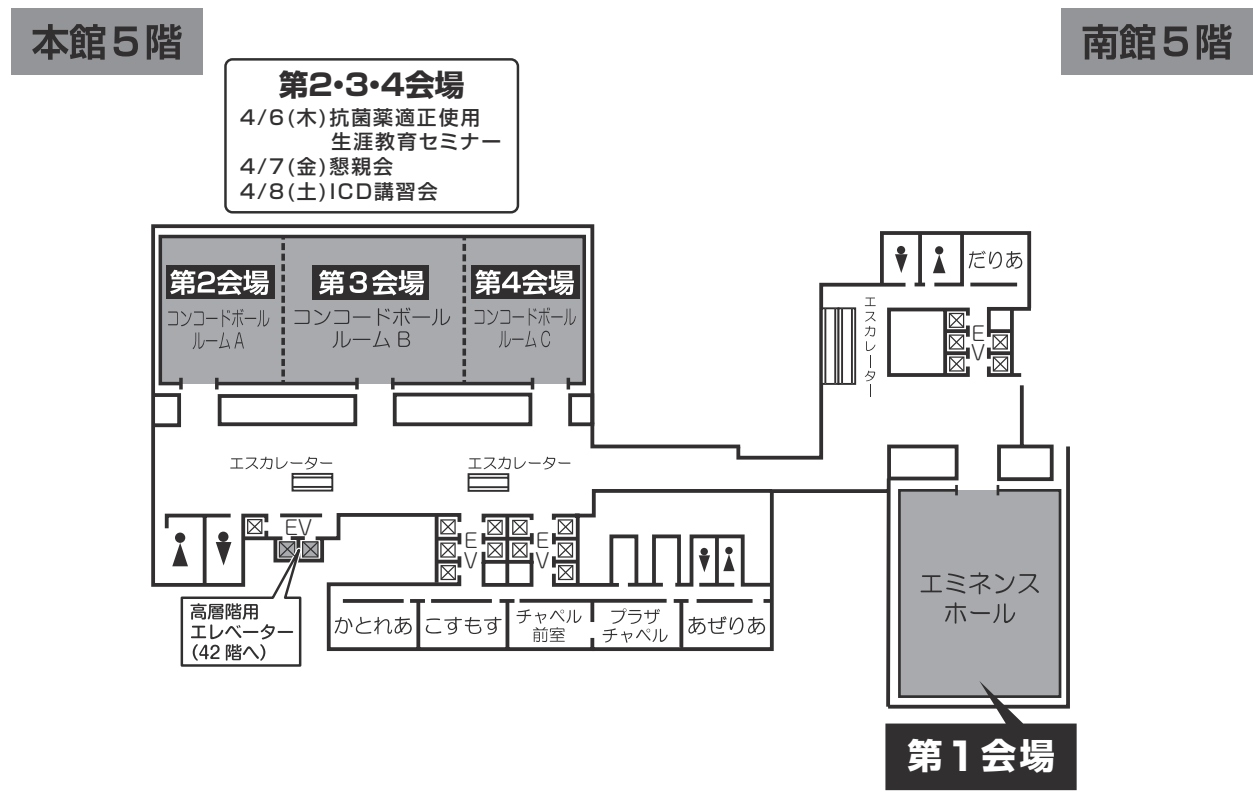 本館5階
南館5階
第2・3・4会場
4/6(木)抗菌薬適正使用
生涯教育セミナー
4/7(金)懇親会
4/8(土)ICD講習会
第2会場
コンコードボール
ルームA
第3会場
コンコードボール
ルームB
第4会場
コンコードボール
ルームC
だりあ
エスカレーター
EV
エスカレーター
エスカレーター
EV
EV
EV
高層階用
エレベーター
(42階へ)
かとれあ
こすもす
チャペル
前室
プラザ
チャペル
あぜりあ
エミネンス
ホール
第1会場